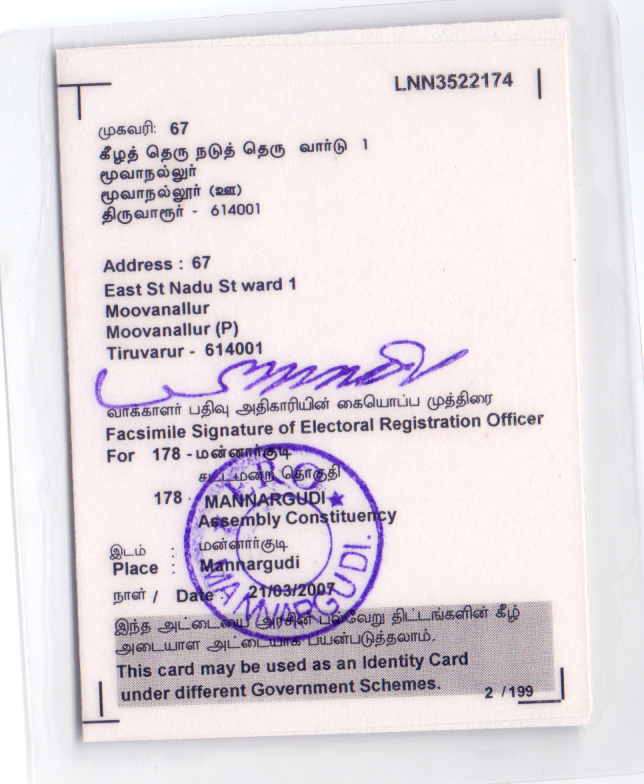 LNN3522174
முகவரி: 67
கீழத் தெரு நடுத் தெரு வார்டு 1
மூவாநல்லுர்
மூவாநல்லூர் (ஊ)
திருவாரூர் - 614001
Address : 67
East St Nadu St ward 1
Moovanallur
Moovanallur (P)
Tiruvarur - 614001
வாக்காளர் பதிவு அதிகாரியின் கையொப்ப முத்திரை
Facsimile Signature of Electoral Registration Officer
For 178 - மன்னார்குடி
சட்டமன்ற தொகுதி
178 - MANNARGUDI
Assembly Constituency
E.R.O
★ MANNARGUDI.
இடம் : மன்னார்குடி
Place : Mannargudi
நாள் / Date : 21/03/2007
இந்த அட்டையை அரசின் பல்வேறு திட்டங்களின் கீழ்
அடையாள அட்டையாக பயன்படுத்தலாம்.
This card may be used as an Identity Card
under different Government Schemes.
2 / 199